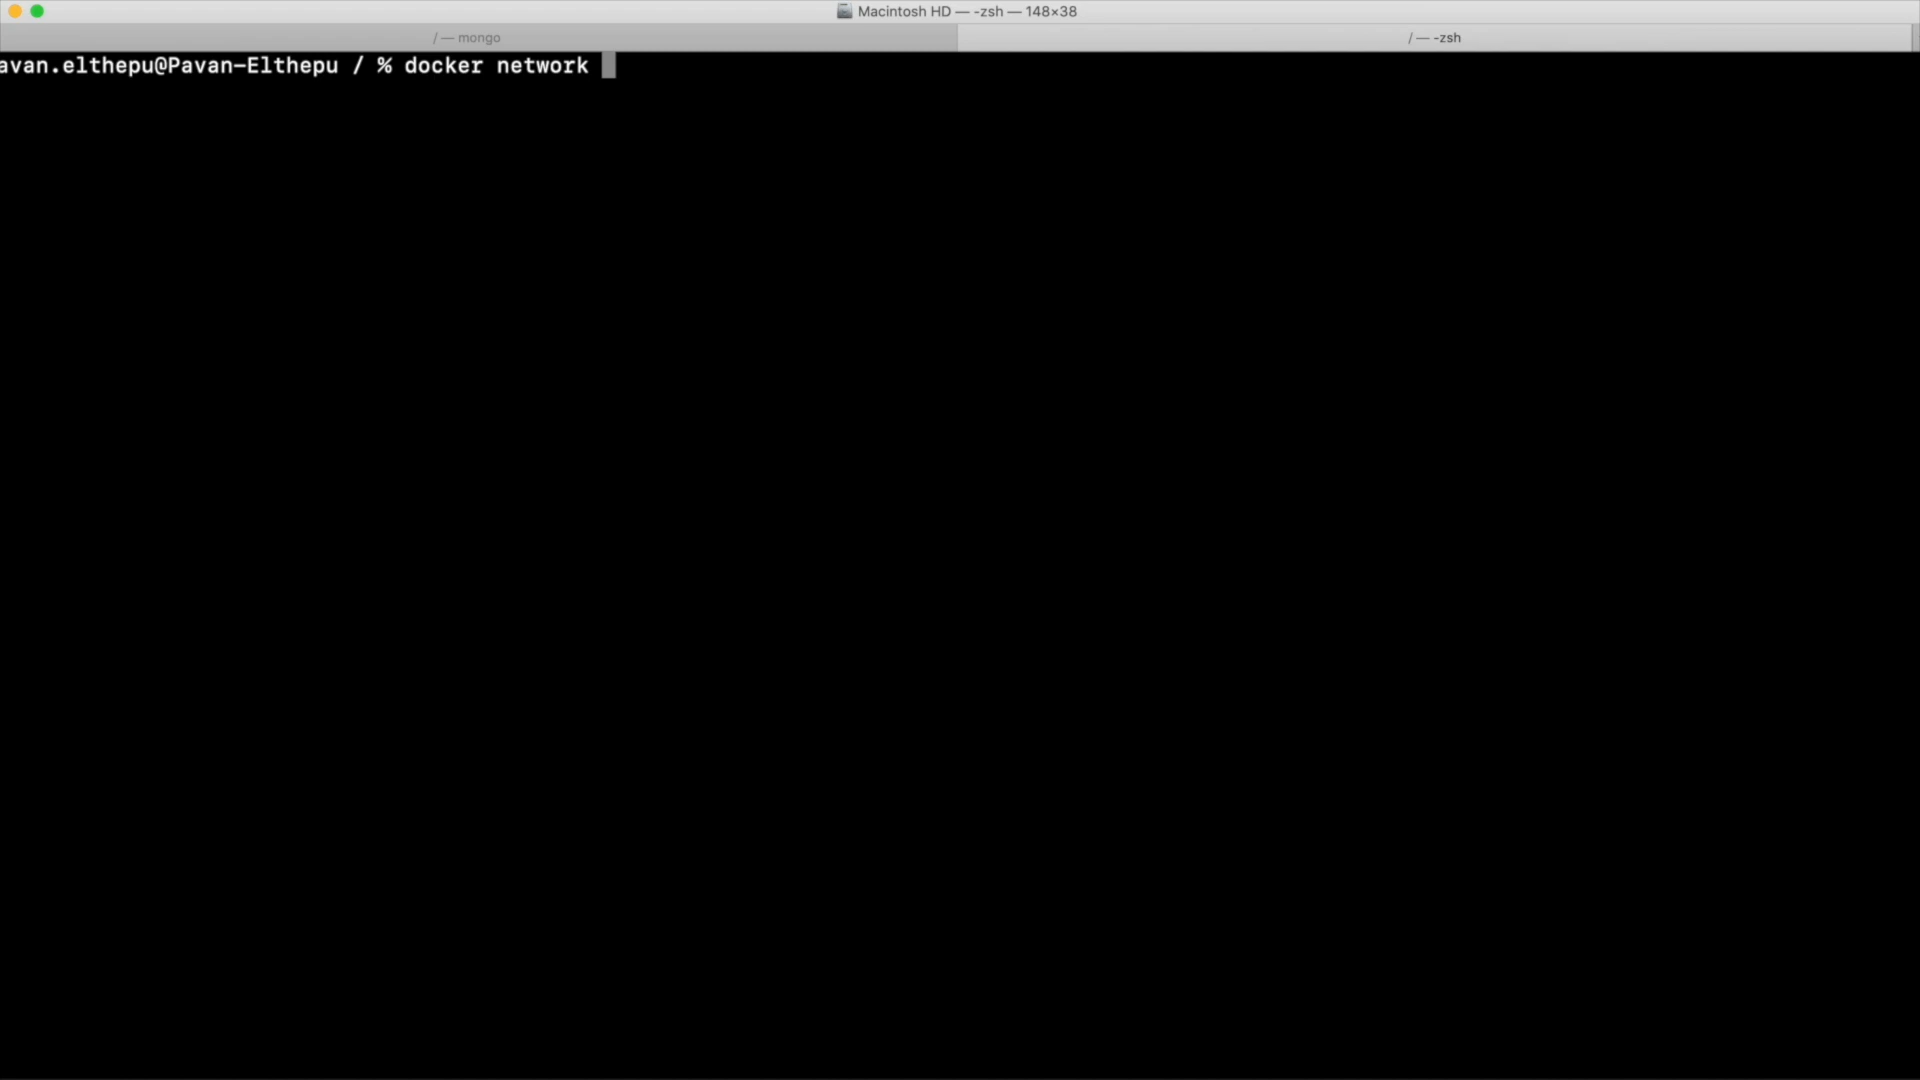 Macintosh HD — -zsh — 148×38
/ — mongo
/ — -zsh
avan.elthepu@Pavan-Elthepu / % docker network